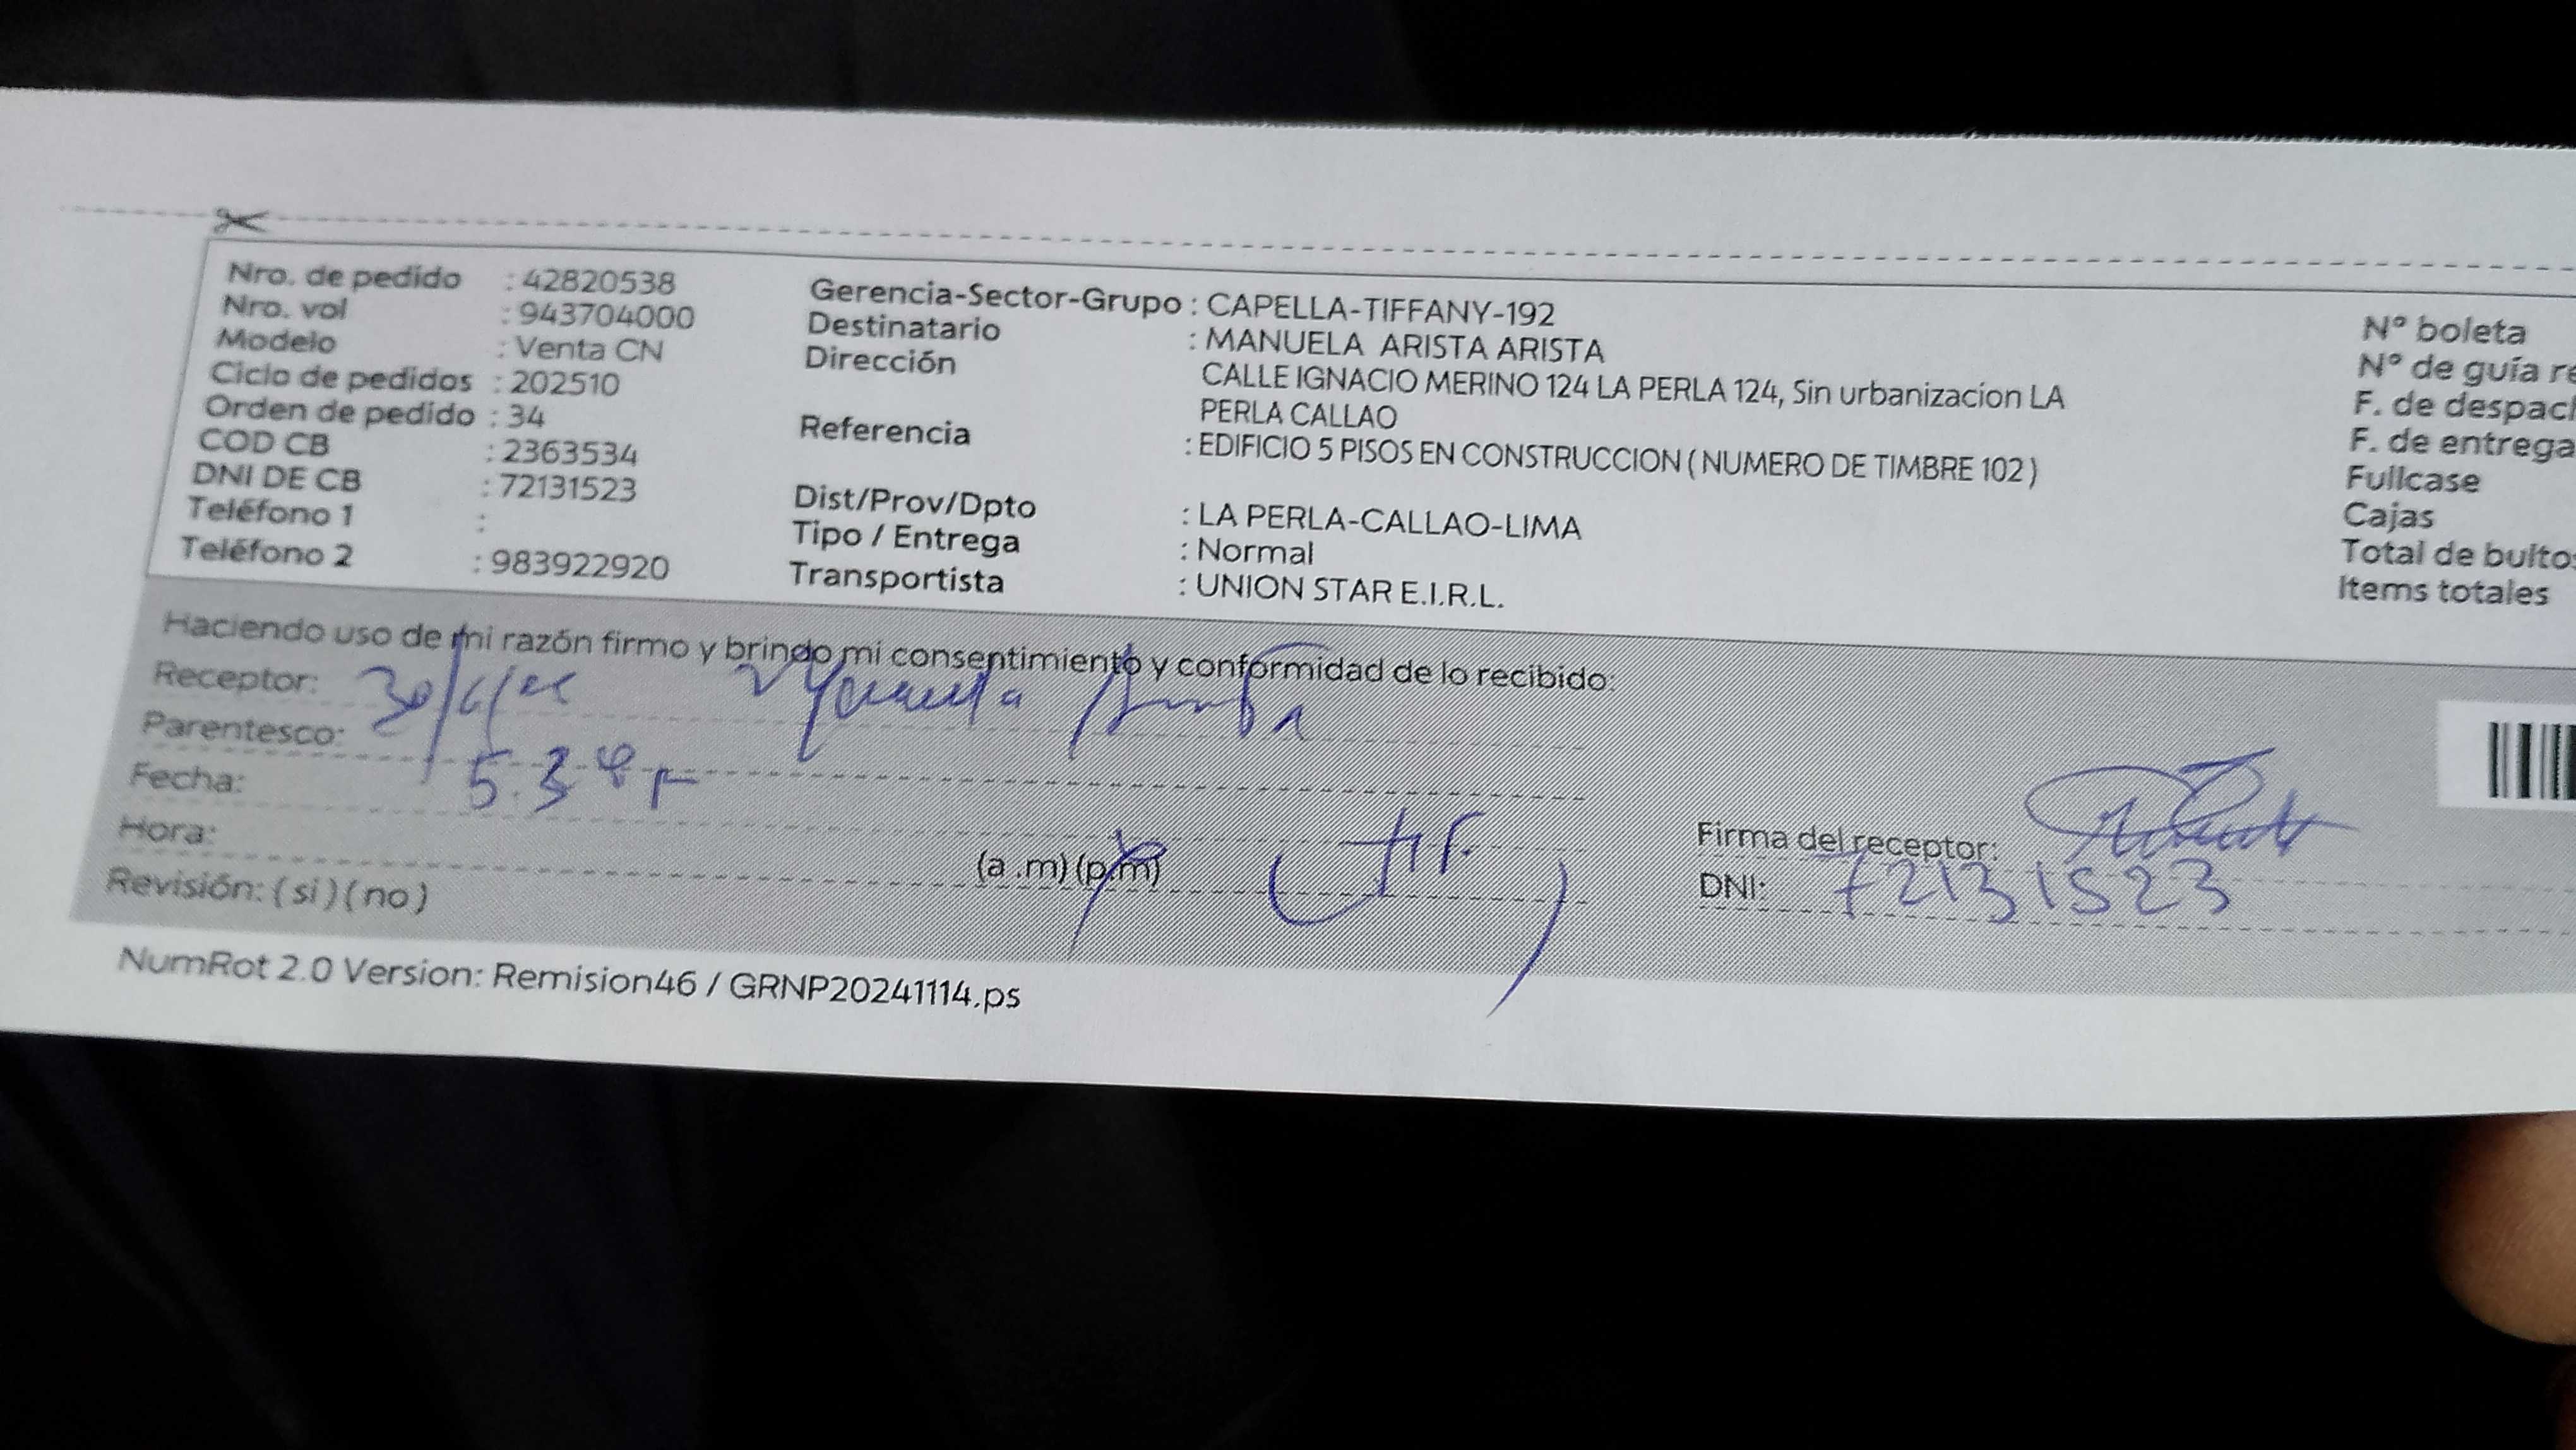 Nro. de pedido : 42820538
Nro. vol : 943704000
Modelo : Venta CN
Ciclo de pedidos : 202510
Orden de pedido : 34
COD CB : 2363534
DNI DE CB : 72131523
Teléfono 1 :
Teléfono 2 : 983922920
Gerencia-Sector-Grupo : CAPELLA-TIFFANY-192
Destinatario : MANUELA ARISTA ARISTA
Dirección CALLE IGNACIO MERINO 124 LA PERLA 124, Sin urbanizacion LA
PERLA CALLAO
Referencia : EDIFICIO 5 PISOS EN CONSTRUCCION ( NUMERO DE TIMBRE 102 )
Dist/Prov/Dpto : LA PERLA-CALLAO-LIMA
Tipo / Entrega : Normal
Transportista : UNION STAR E.I.R.L.
N° boleta
N° de guía re
F. de despach
F. de entrega
Fullcase
Cajas
Total de bultos
Items totales
Haciendo uso de mi razón firmo y brindo mi consentimiento y conformidad de lo recibido:
Receptor: Manuela Arista
Parentesco:
Fecha:
Hora: (a .m) (p.m)
Revisión: ( si ) ( no )
Firma del receptor:
DNI: 72131523
NumRot 2.0 Version: Remision46 / GRNP20241114.ps